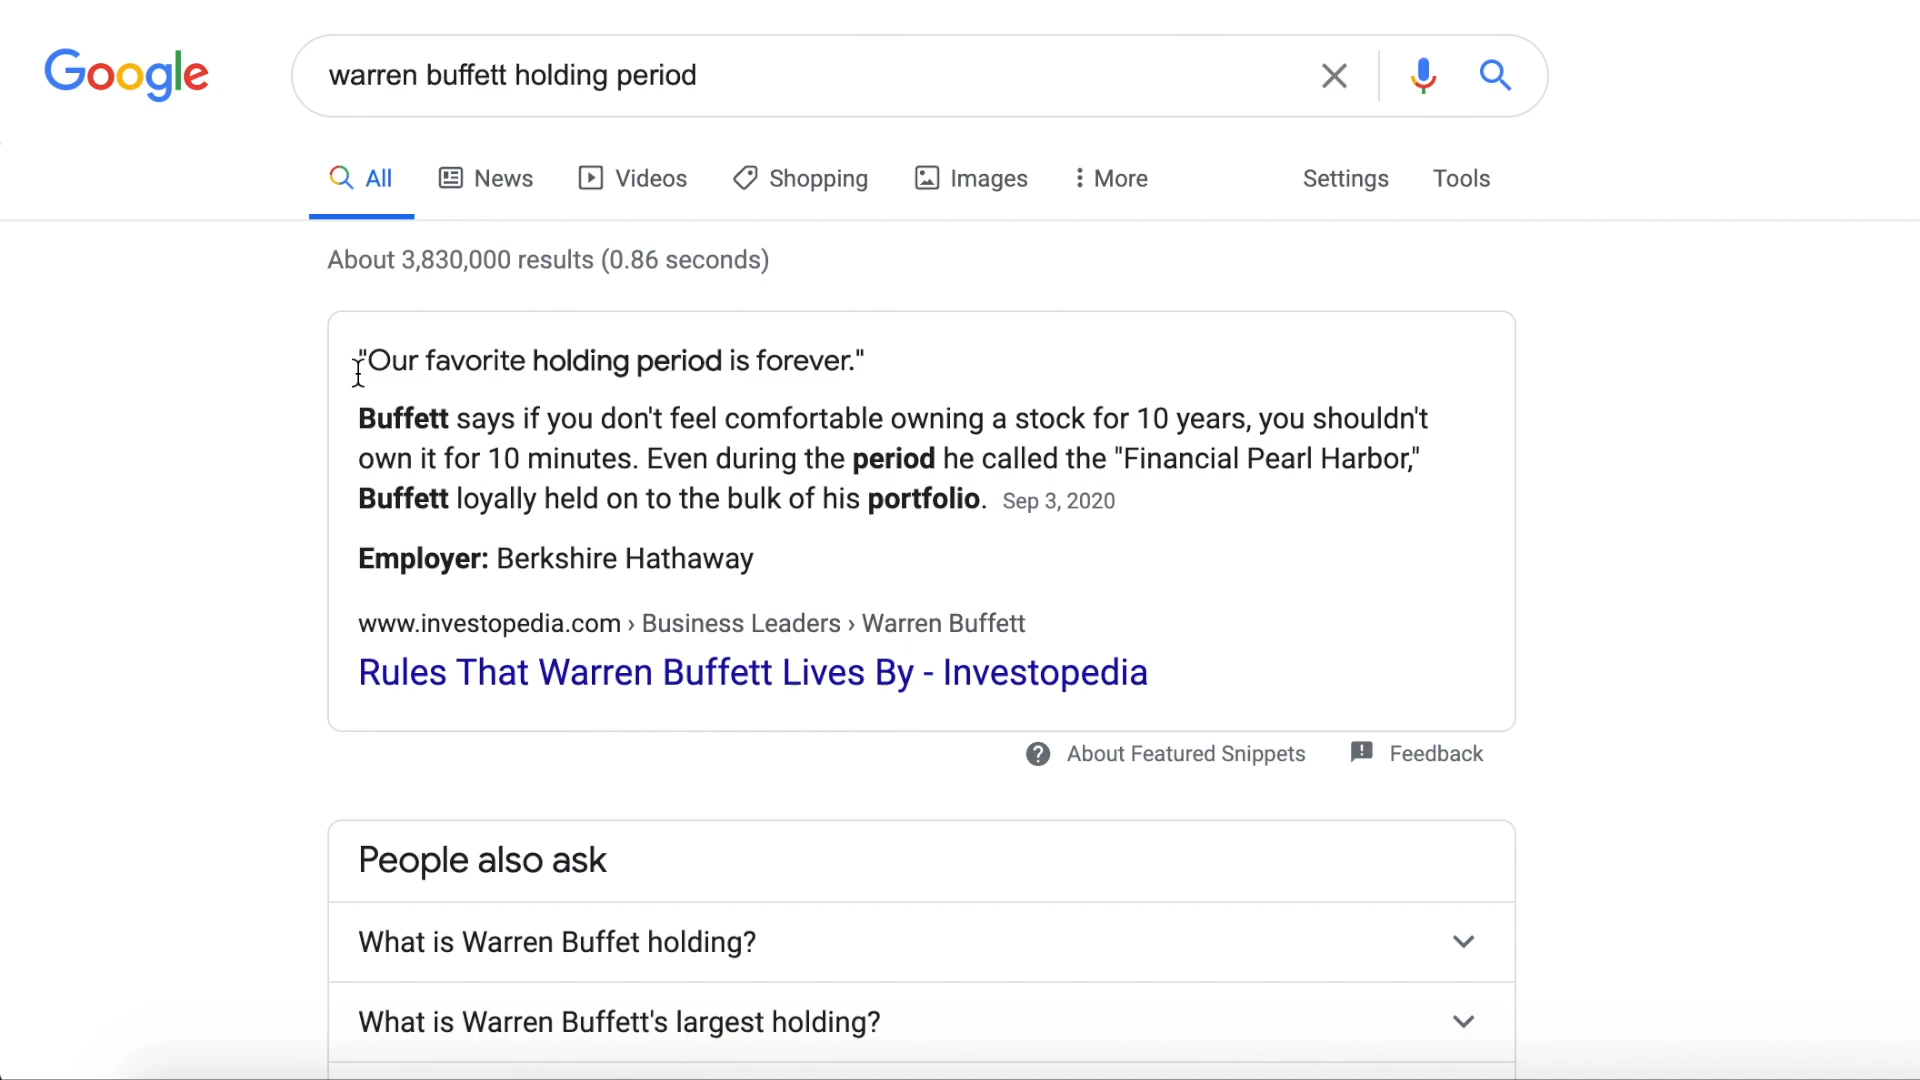 Google
warren buffett holding period
All News Videos Shopping Images More Settings Tools
About 3,830,000 results (0.86 seconds)
"Our favorite holding period is forever."
Buffett says if you don't feel comfortable owning a stock for 10 years, you shouldn't
own it for 10 minutes. Even during the period he called the "Financial Pearl Harbor,"
Buffett loyally held on to the bulk of his portfolio. Sep 3, 2020
Employer: Berkshire Hathaway
www.investopedia.com › Business Leaders › Warren Buffett
Rules That Warren Buffett Lives By - Investopedia
About Featured Snippets Feedback
People also ask
What is Warren Buffet holding?
What is Warren Buffett's largest holding?